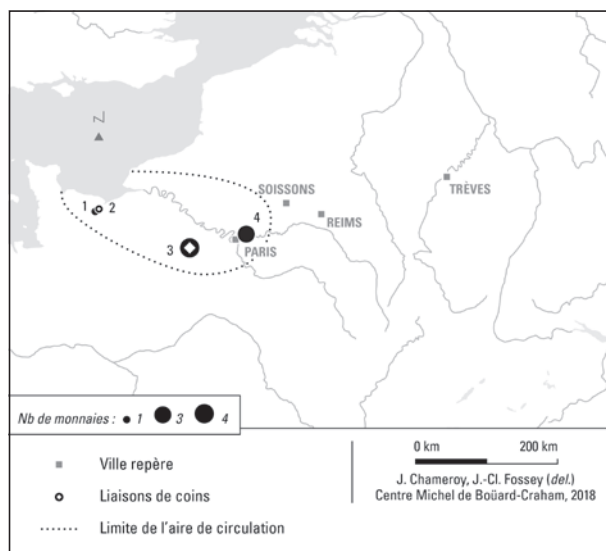 N
SOISSONS
TRÈVES
1
2
4
REIMS
3
PARIS
Nb de monnaies : 1 3 4
Ville repère
Liaisons de coins
Limite de l'aire de circulation
0 km 200 km
J. Chameroy, J.-Cl. Fossey (del.)
Centre Michel de Boüard-Craham, 2018